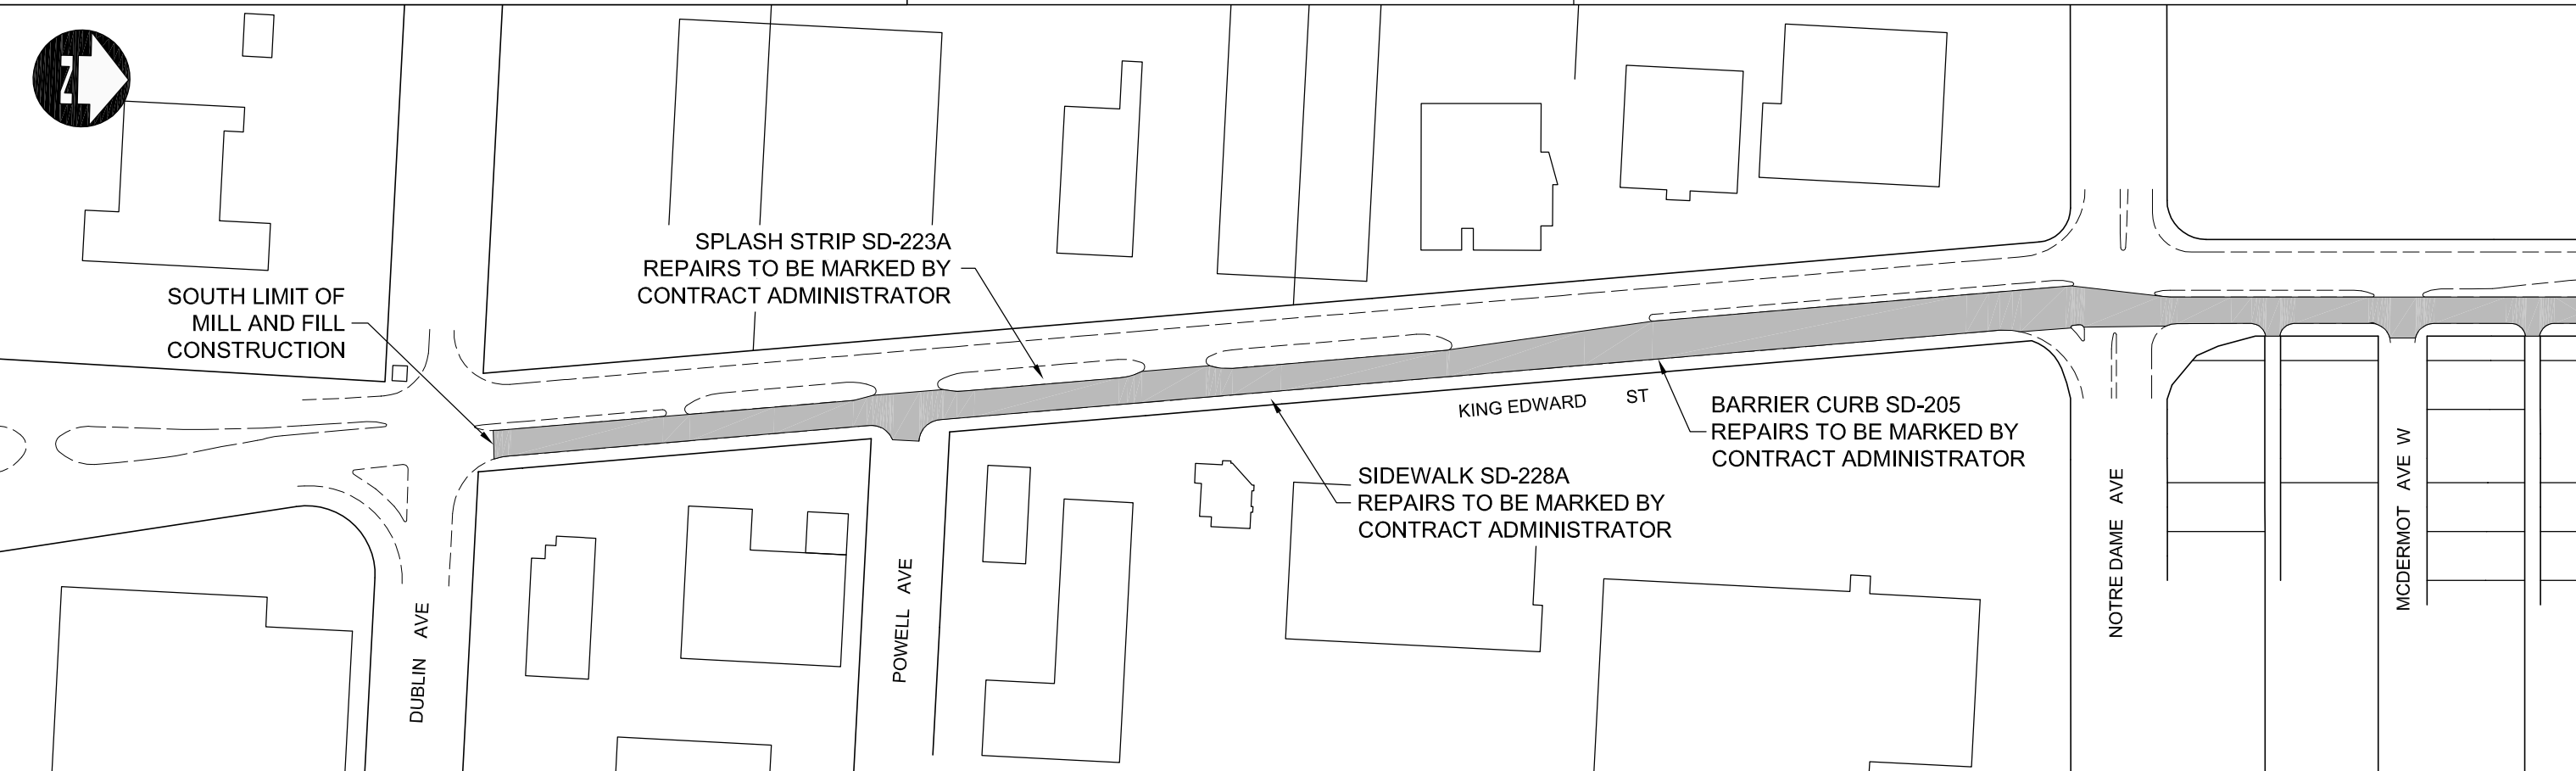 N
SPLASH STRIP SD-223A
REPAIRS TO BE MARKED BY
CONTRACT ADMINISTRATOR
SOUTH LIMIT OF
MILL AND FILL
CONSTRUCTION
KING EDWARD ST
BARRIER CURB SD-205
REPAIRS TO BE MARKED BY
CONTRACT ADMINISTRATOR
SIDEWALK SD-228A
REPAIRS TO BE MARKED BY
CONTRACT ADMINISTRATOR
DUBLIN AVE
POWELL AVE
NOTRE DAME AVE
MCDERMOT AVE W